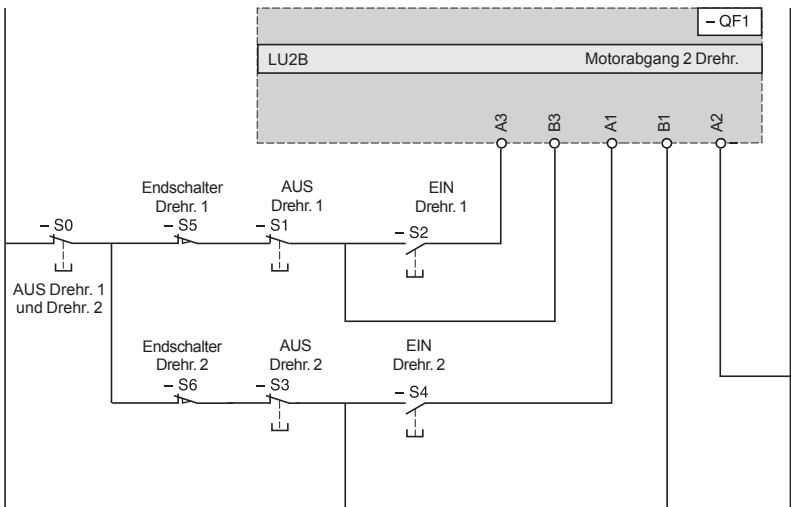 – QF1
LU2B Motorabgang 2 Drehr.
A3 B3 A1 B1 A2
Endschalter
Drehr. 1
AUS
Drehr. 1
EIN
Drehr. 1
– S0
– S5
– S1
– S2
AUS Drehr. 1
und Drehr. 2
Endschalter
Drehr. 2
AUS
Drehr. 2
EIN
Drehr. 2
– S6
– S3
– S4